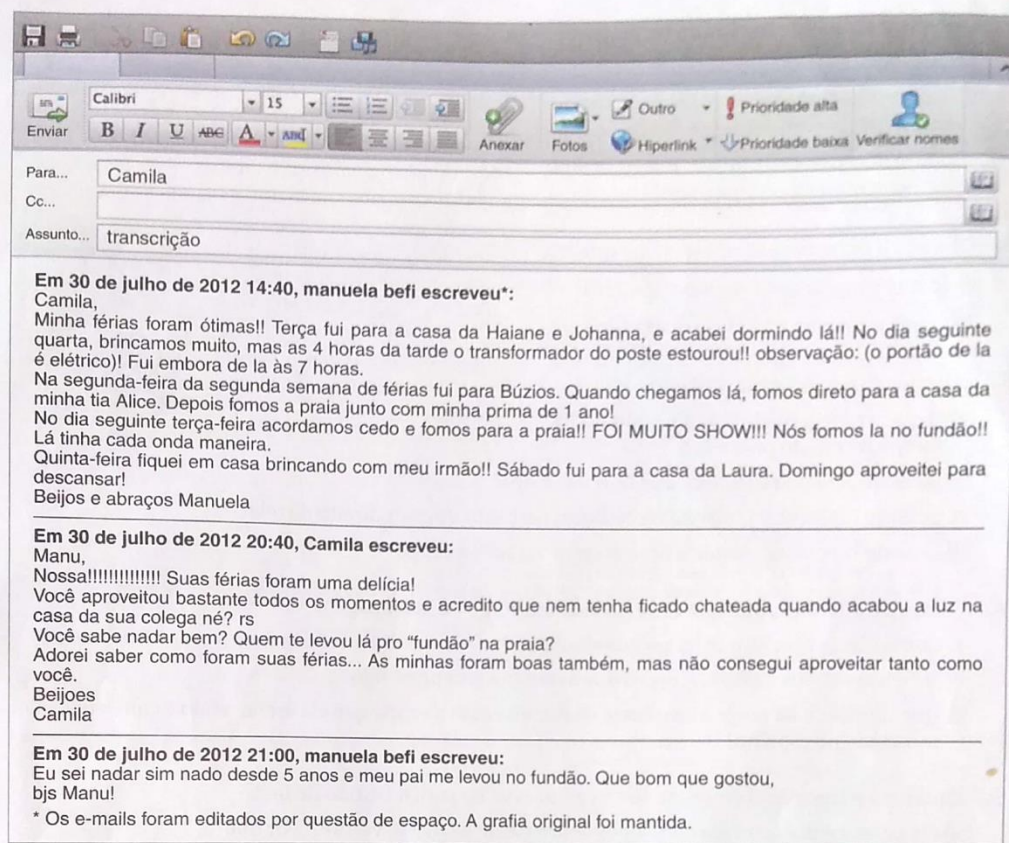 Calibri
15
Enviar
B I U ABC A
Anexar
Fotos
Outro
Hiperlink
Prioridade alta
Prioridade baixa
Verificar nomes
Para... Camila
Cc...
Assunto... transcrição
Em 30 de julho de 2012 14:40, manuela befi escreveu*:
Camila,
Minha férias foram ótimas!! Terça fui para a casa da Haiane e Johanna, e acabei dormindo lá!! No dia seguinte
quarta, brincamos muito, mas as 4 horas da tarde o transformador do poste estourou!! observação: (o portão de la
é elétrico)! Fui embora de la às 7 horas.
Na segunda-feira da segunda semana de férias fui para Búzios. Quando chegamos lá, fomos direto para a casa da
minha tia Alice. Depois fomos a praia junto com minha prima de 1 ano!
No dia seguinte terça-feira acordamos cedo e fomos para a praia!! FOI MUITO SHOW!!! Nós fomos la no fundão!!
Lá tinha cada onda maneira.
Quinta-feira fiquei em casa brincando com meu irmão!! Sábado fui para a casa da Laura. Domingo aproveitei para
descansar!
Beijos e abraços Manuela
Em 30 de julho de 2012 20:40, Camila escreveu:
Manu,
Nossa!!!!!!!!!!!!!! Suas férias foram uma delícia!
Você aproveitou bastante todos os momentos e acredito que nem tenha ficado chateada quando acabou a luz na
casa da sua colega né? rs
Você sabe nadar bem? Quem te levou lá pro “fundão” na praia?
Adorei saber como foram suas férias... As minhas foram boas também, mas não consegui aproveitar tanto como
você.
Beijoes
Camila
Em 30 de julho de 2012 21:00, manuela befi escreveu:
Eu sei nadar sim nado desde 5 anos e meu pai me levou no fundão. Que bom que gostou,
bjs Manu!
* Os e-mails foram editados por questão de espaço. A grafia original foi mantida.